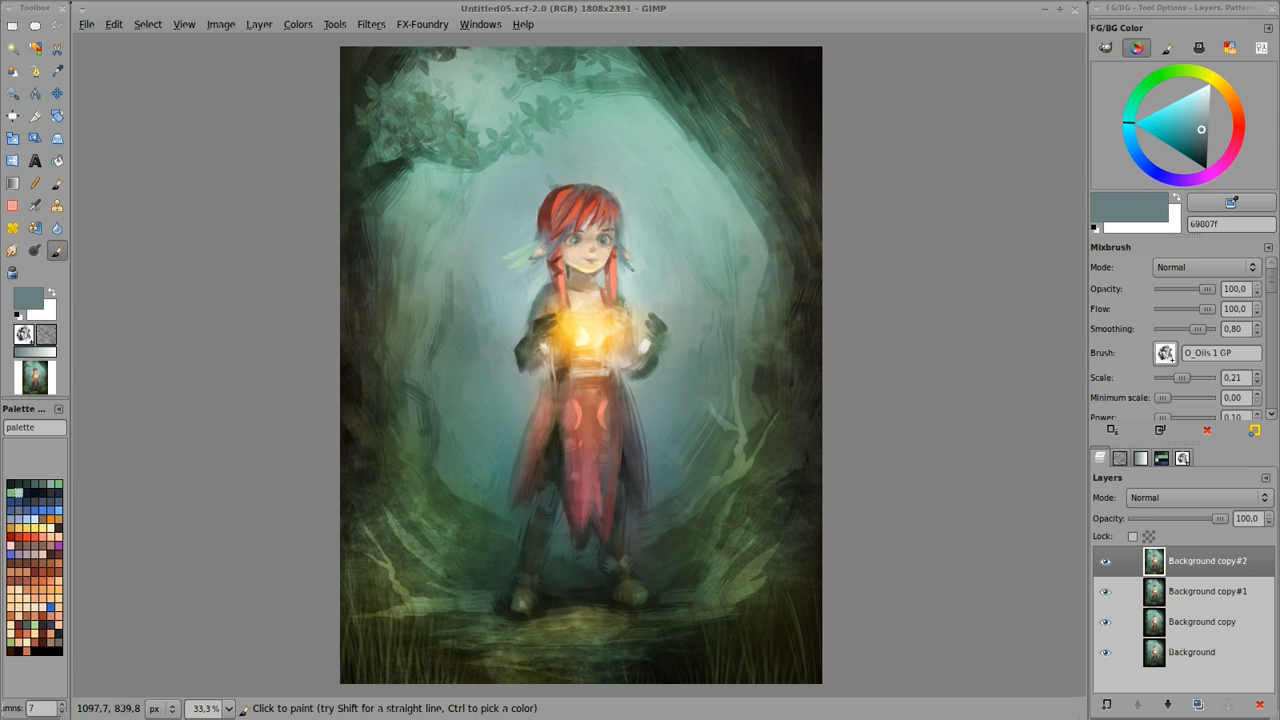 Toolbox
Untitled05.xcf-2.0 (RGB) 1808x2391 – GIMP
FG/BG - Tool Options - Layers, Pattern
File Edit Select View Image Layer Colors Tools Filters FX-Foundry Windows Help
FG/BG Color
69807f
Mixbrush
Mode: Normal
Opacity: 100,0
Flow: 100,0
Smoothing: 0,80
Brush: O_Oils 1 GP
Scale: 0,21
Minimum scale: 0,00
Power: 0,10
Palette ...
palette
Layers
Mode: Normal
Opacity: 100,0
Lock:
Background copy#2
Background copy#1
Background copy
Background
umns: 7
1097,7, 839,8 px 33,3% Click to paint (try Shift for a straight line, Ctrl to pick a color)